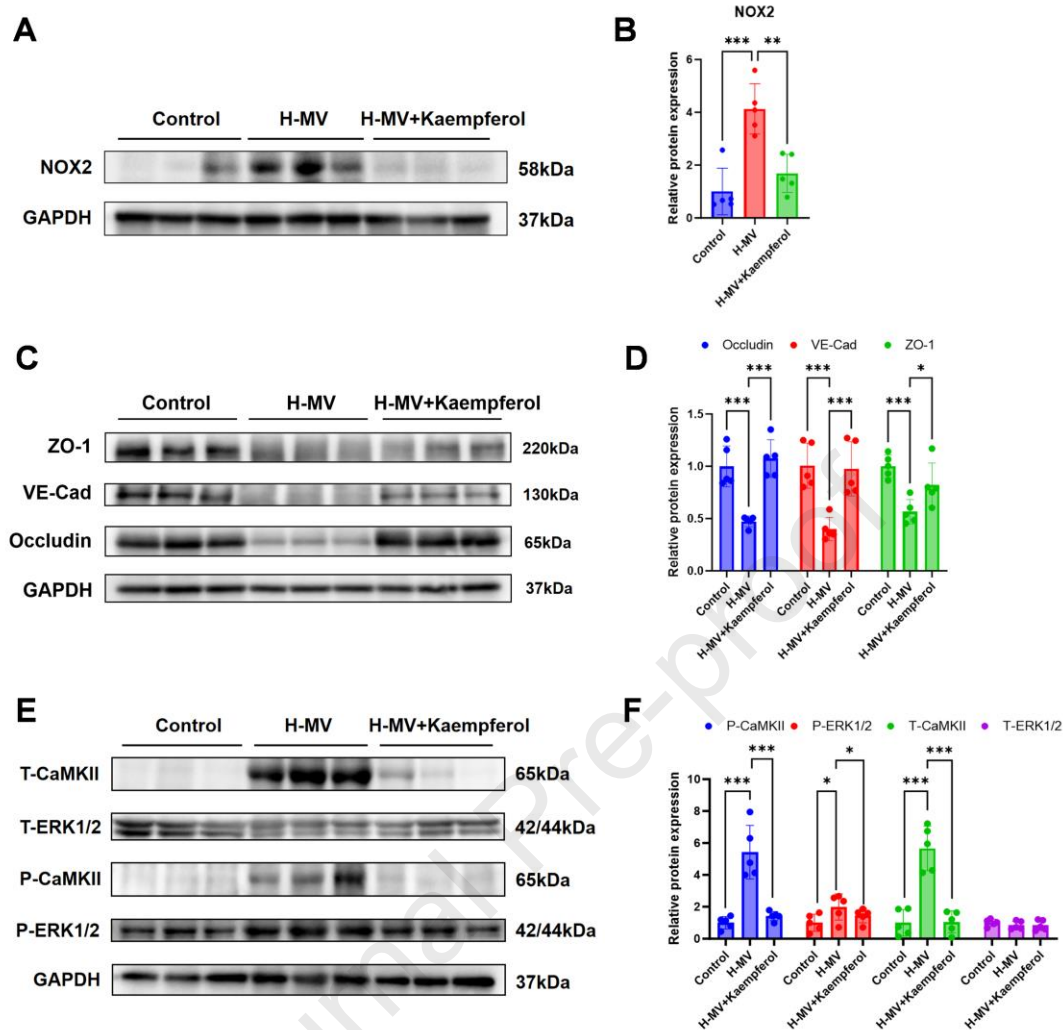 A
Control H-MV H-MV+Kaempferol
NOX2 58kDa
GAPDH 37kDa
B
NOX2
*** **
Relative protein expression
6
4
2
0
Control
H-MV
H-MV+Kaempferol
C
Control H-MV H-MV+Kaempferol
ZO-1 220kDa
VE-Cad 130kDa
Occludin 65kDa
GAPDH 37kDa
D
Occludin VE-Cad ZO-1
*** *** *** *** *** *
Relative protein expression
1.5
1.0
0.5
0.0
Control
H-MV
H-MV+Kaempferol
Control
H-MV
H-MV+Kaempferol
Control
H-MV
H-MV+Kaempferol
E
Control H-MV H-MV+Kaempferol
T-CaMKII 65kDa
T-ERK1/2 42/44kDa
P-CaMKII 65kDa
P-ERK1/2 42/44kDa
GAPDH 37kDa
F
P-CaMKII P-ERK1/2 T-CaMKII T-ERK1/2
*** *** * * *** ***
Relative protein expression
10
8
6
4
2
0
Control
H-MV
H-MV+Kaempferol
Control
H-MV
H-MV+Kaempferol
Control
H-MV
H-MV+Kaempferol
Control
H-MV
H-MV+Kaempferol
urnal Pre-proof